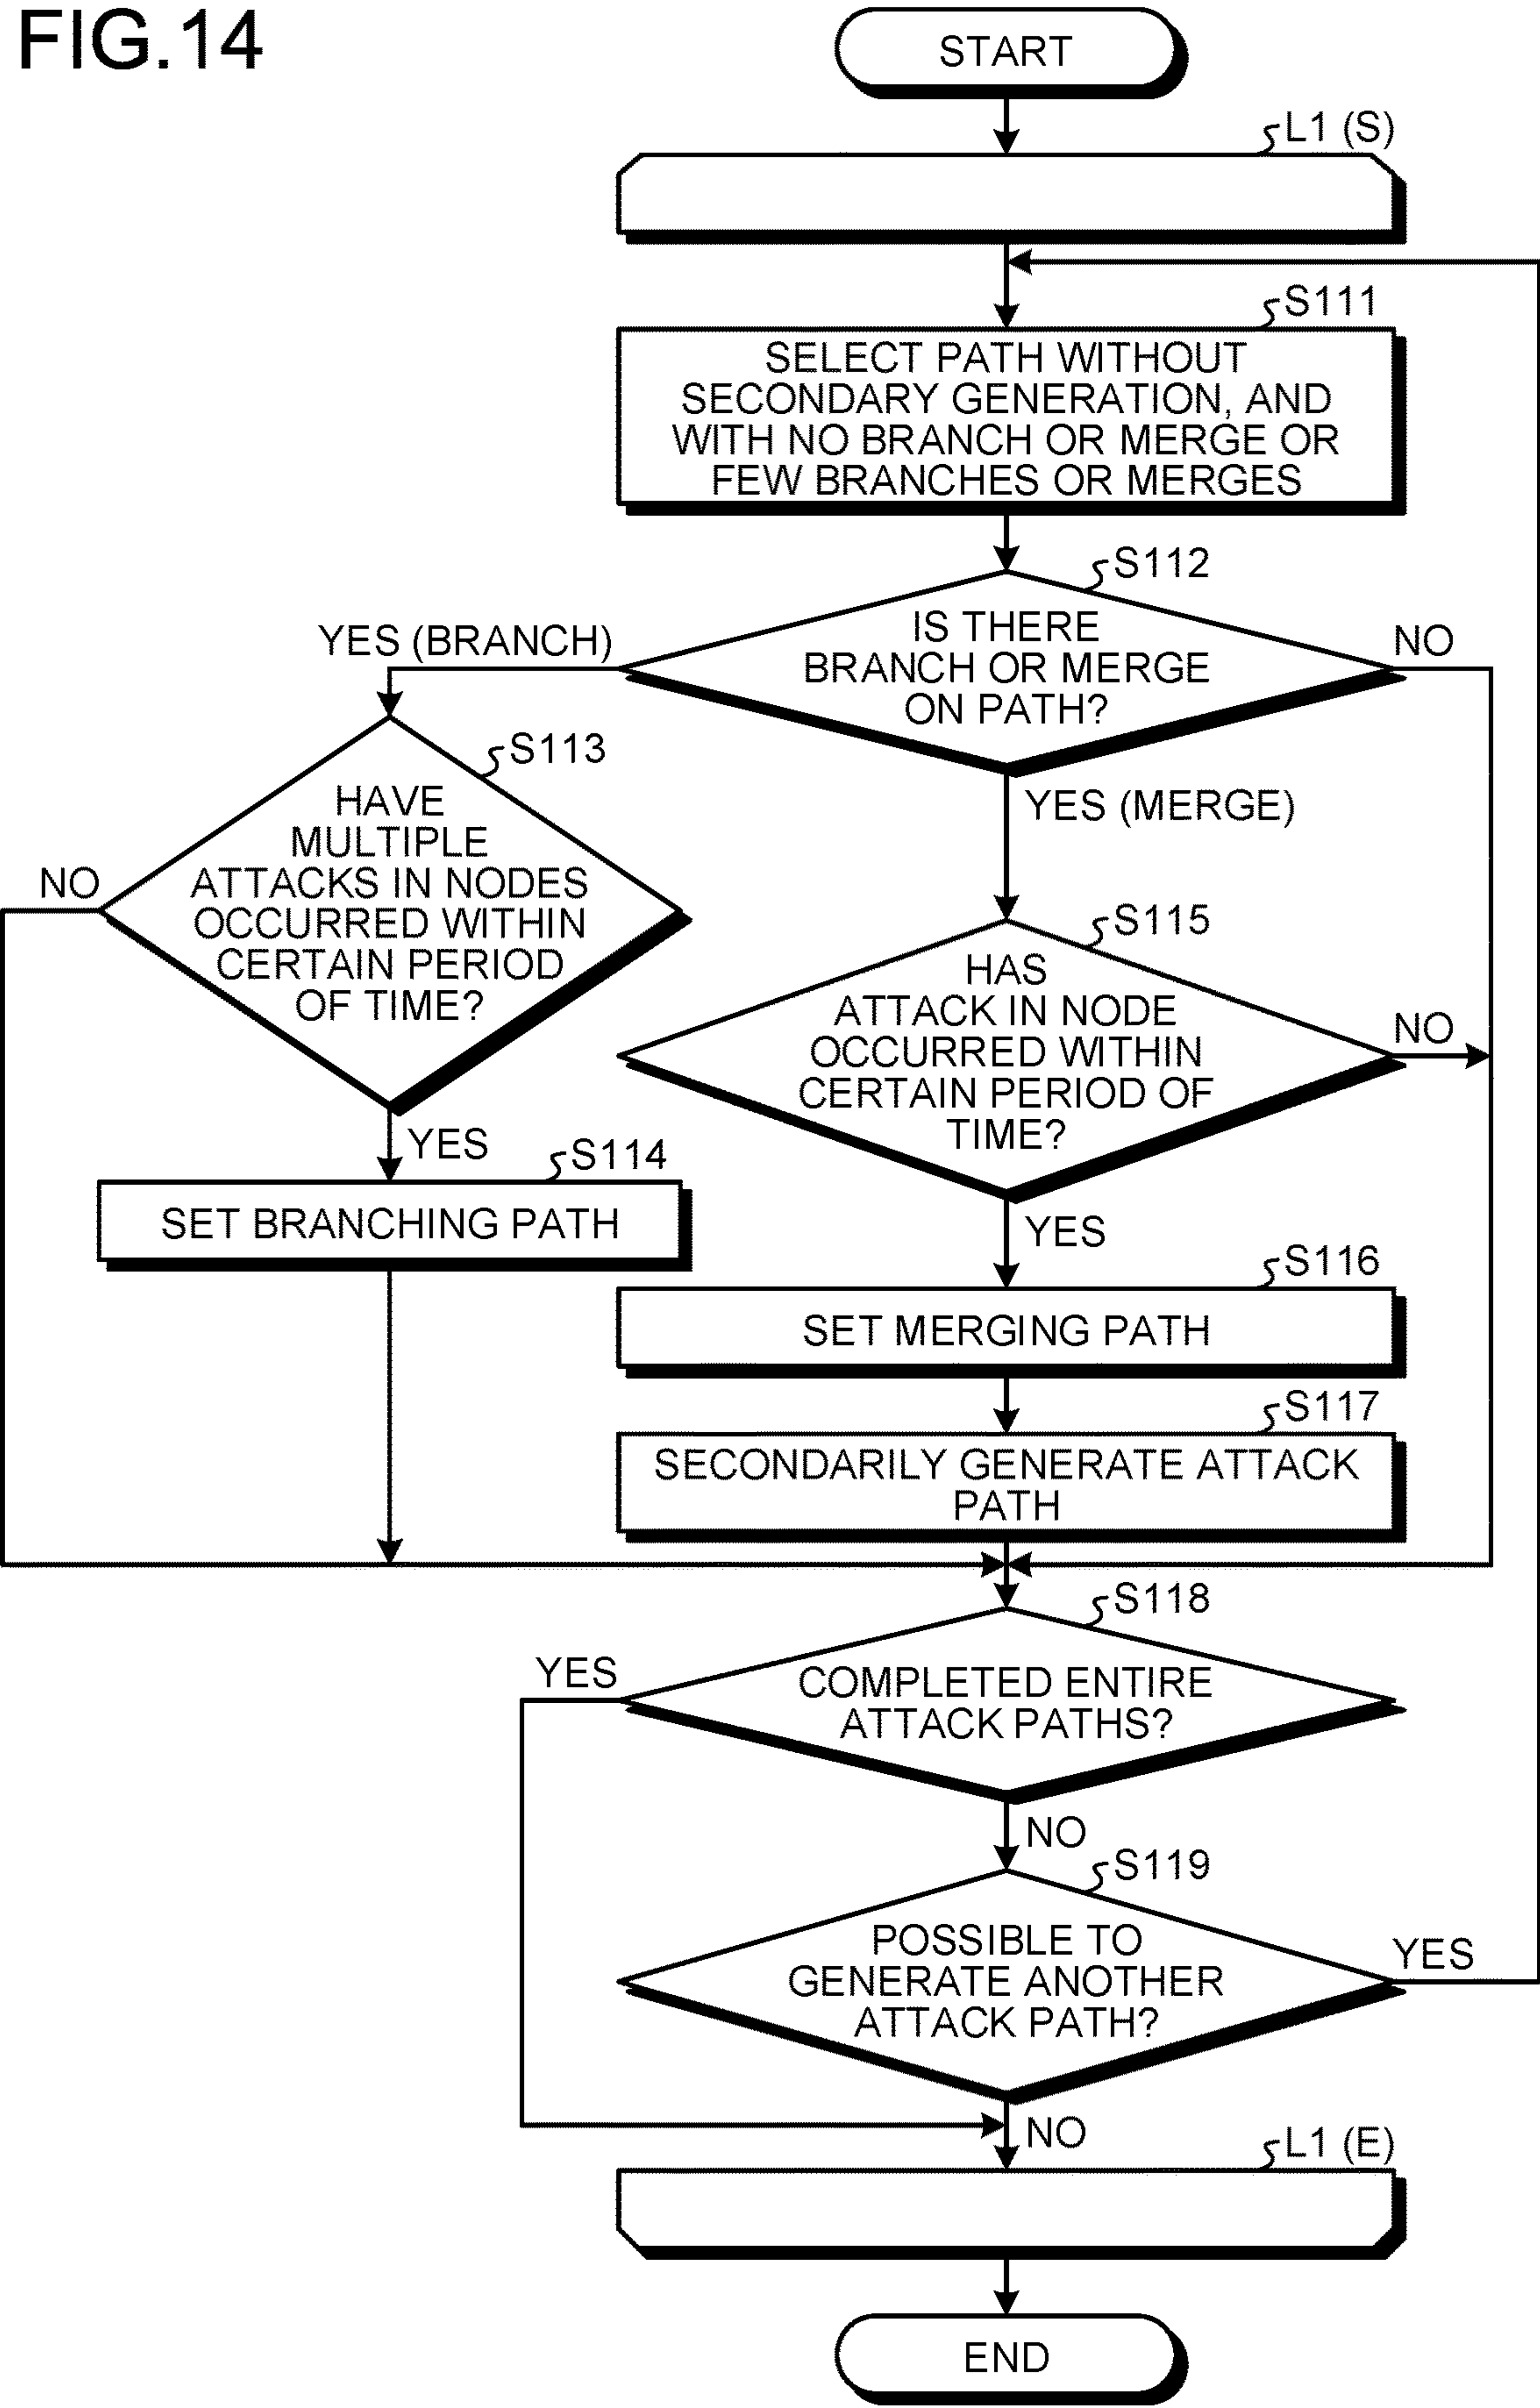 FIG.14
START
L1 (S)
S111
SELECT PATH WITHOUT
SECONDARY GENERATION, AND
WITH NO BRANCH OR MERGE OR
FEW BRANCHES OR MERGES
S112
IS THERE
BRANCH OR MERGE
ON PATH?
YES (BRANCH)
NO
YES (MERGE)
S113
HAVE
MULTIPLE
ATTACKS IN NODES
OCCURRED WITHIN
CERTAIN PERIOD
OF TIME?
NO
YES
S114
SET BRANCHING PATH
S115
HAS
ATTACK IN NODE
OCCURRED WITHIN
CERTAIN PERIOD OF
TIME?
NO
YES
S116
SET MERGING PATH
S117
SECONDARILY GENERATE ATTACK
PATH
S118
COMPLETED ENTIRE
ATTACK PATHS?
YES
NO
S119
POSSIBLE TO
GENERATE ANOTHER
ATTACK PATH?
YES
NO
L1 (E)
END